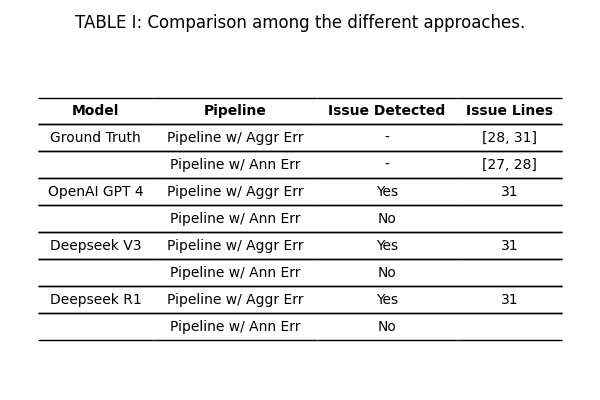 TABLE I: Comparison among the different approaches.
Model Pipeline Issue Detected Issue Lines
Ground Truth Pipeline w/ Aggr Err - [28, 31]
Pipeline w/ Ann Err - [27, 28]
OpenAI GPT 4 Pipeline w/ Aggr Err Yes 31
Pipeline w/ Ann Err No
Deepseek V3 Pipeline w/ Aggr Err Yes 31
Pipeline w/ Ann Err No
Deepseek R1 Pipeline w/ Aggr Err Yes 31
Pipeline w/ Ann Err No